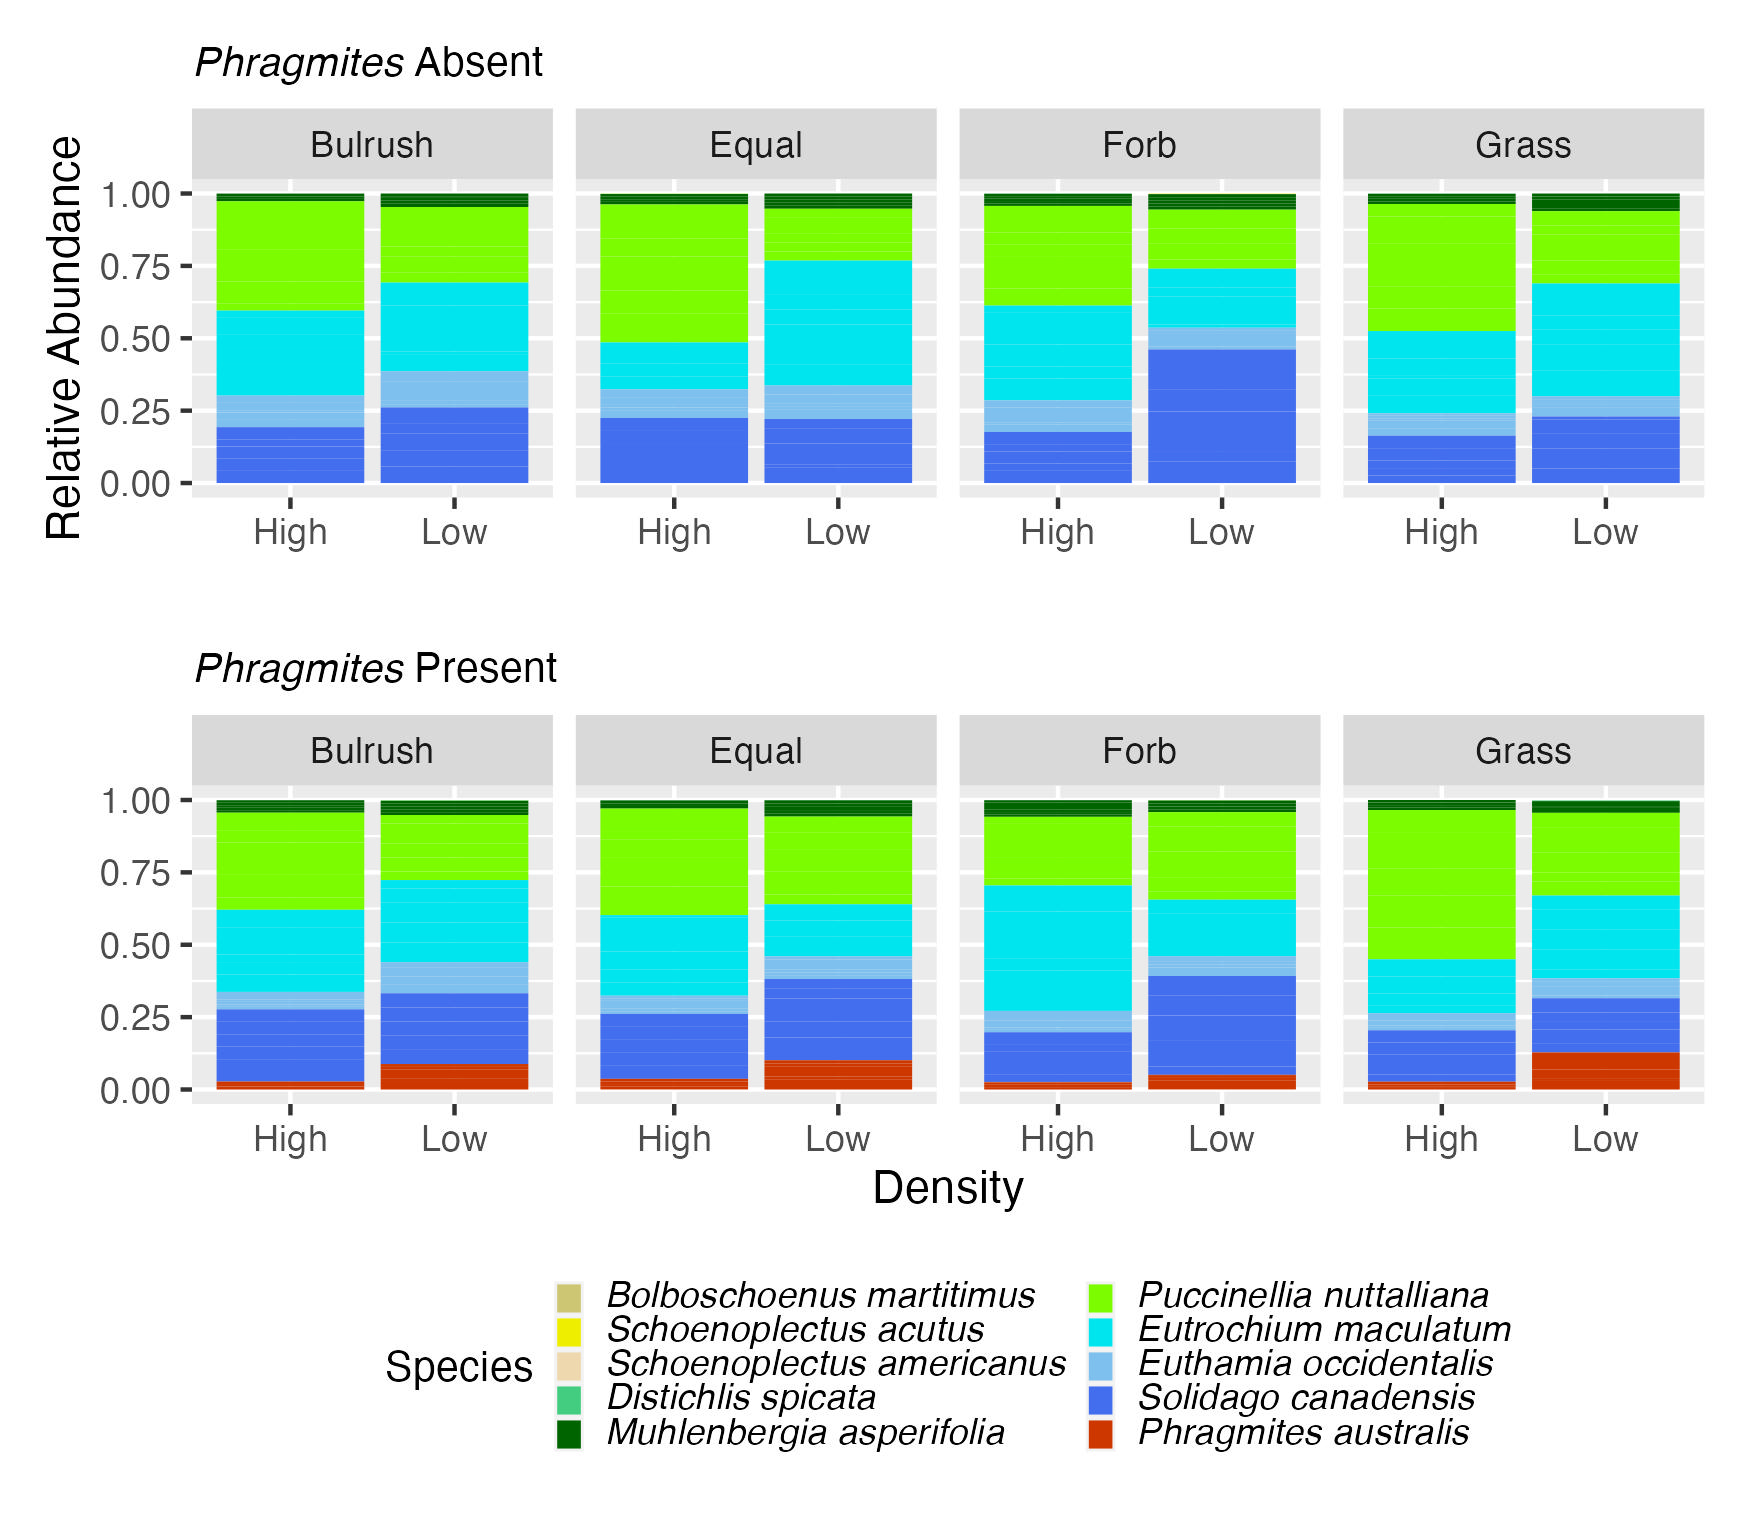 Phragmites Absent
Relative Abundance
Bulrush Equal Forb Grass
1.00
0.75
0.50
0.25
0.00
High Low High Low High Low High Low
Phragmites Present
Bulrush Equal Forb Grass
1.00
0.75
0.50
0.25
0.00
High Low High Low High Low High Low
Density
Species
Bolboschoenus martitimus
Schoenoplectus acutus
Schoenoplectus americanus
Distichlis spicata
Muhlenbergia asperifolia
Puccinellia nuttalliana
Eutrochium maculatum
Euthamia occidentalis
Solidago canadensis
Phragmites australis